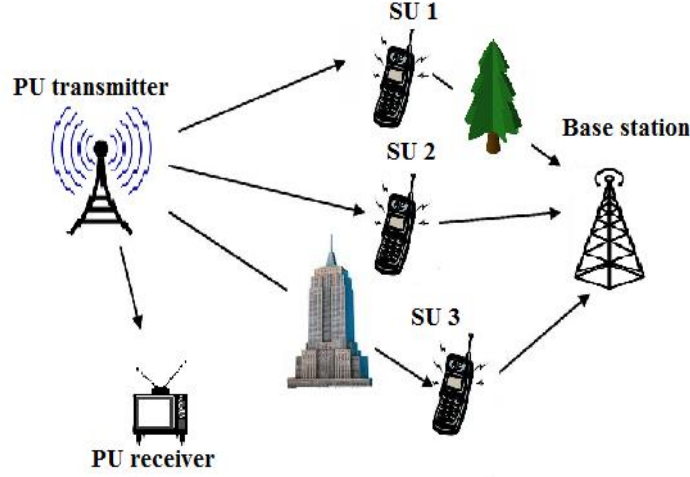 SU 1
PU transmitter
Base station
SU 2
SU 3
PU receiver